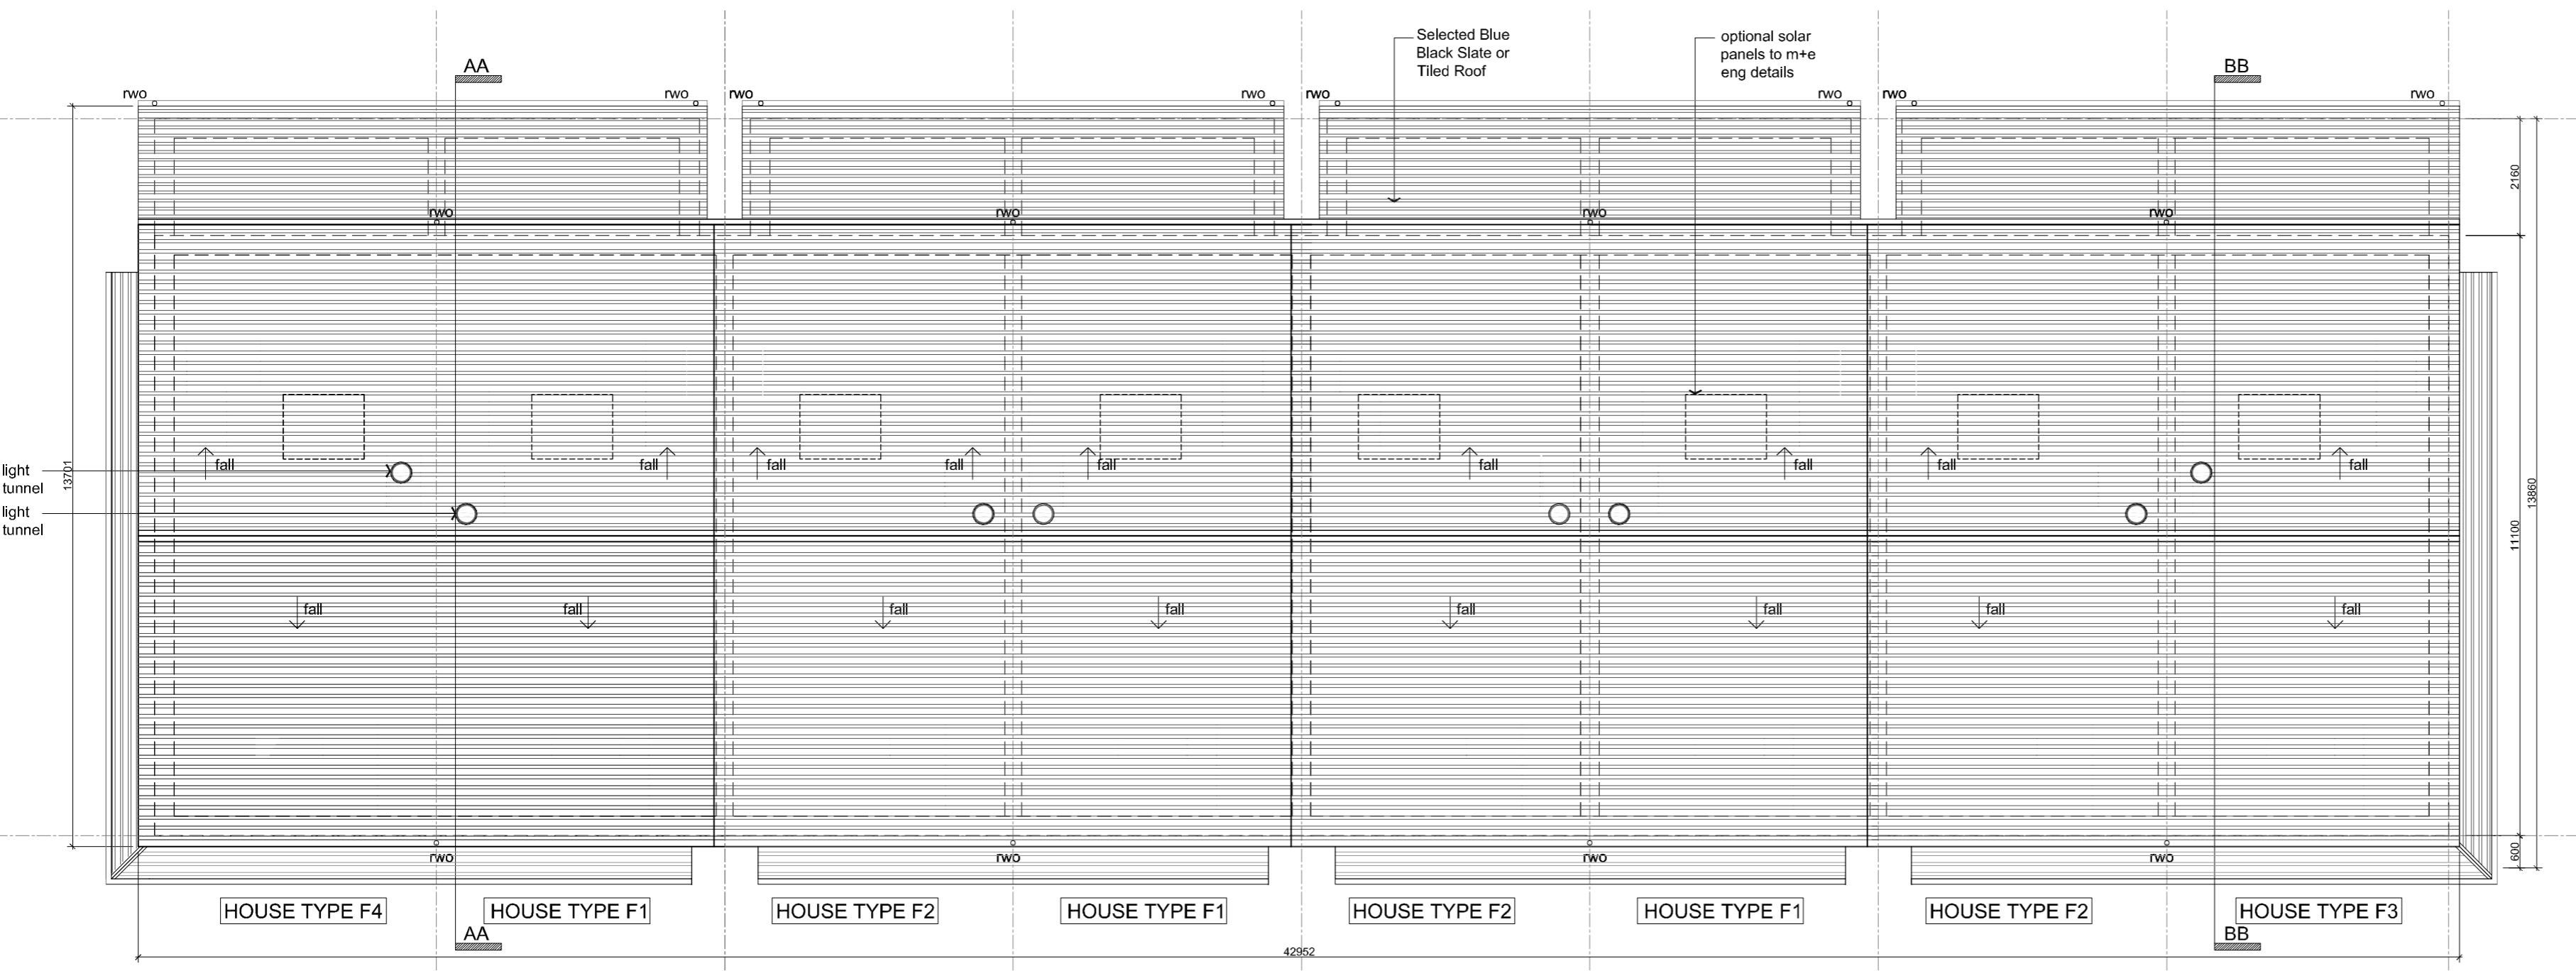 Selected Blue
Black Slate or
Tiled Roof
optional solar
panels to m+e
eng details
AA
BB
rwo
rwo
rwo
rwo
rwo
rwo
rwo
rwo
2160
rwo
rwo
rwo
rwo
light
tunnel
13701
fall
fall
fall
fall
fall
fall
fall
fall
fall
13860
light
tunnel
11100
fall
fall
fall
fall
fall
fall
fall
fall
rwo
rwo
rwo
rwo
600
HOUSE TYPE F4
HOUSE TYPE F1
HOUSE TYPE F2
HOUSE TYPE F1
HOUSE TYPE F2
HOUSE TYPE F1
HOUSE TYPE F2
HOUSE TYPE F3
AA
BB
42952